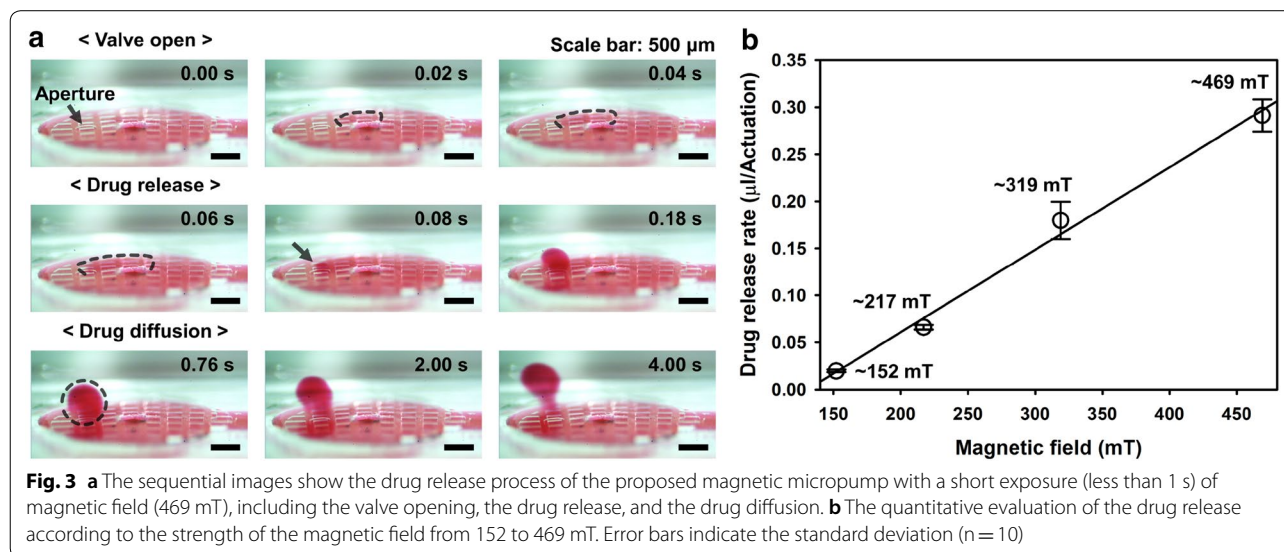 a
< Valve open >
Scale bar: 500 µm
0.00 s
0.02 s
0.04 s
Aperture
< Drug release >
0.06 s
0.08 s
0.18 s
< Drug diffusion >
0.76 s
2.00 s
4.00 s
b
Drug release rate (µl/Actuation)
0.35
0.30
0.25
0.20
0.15
0.10
0.05
0.00
~469 mT
~319 mT
~217 mT
~152 mT
150 200 250 300 350 400 450
Magnetic field (mT)
Fig. 3 a The sequential images show the drug release process of the proposed magnetic micropump with a short exposure (less than 1 s) of
magnetic field (469 mT), including the valve opening, the drug release, and the drug diffusion. b The quantitative evaluation of the drug release
according to the strength of the magnetic field from 152 to 469 mT. Error bars indicate the standard deviation (n = 10)